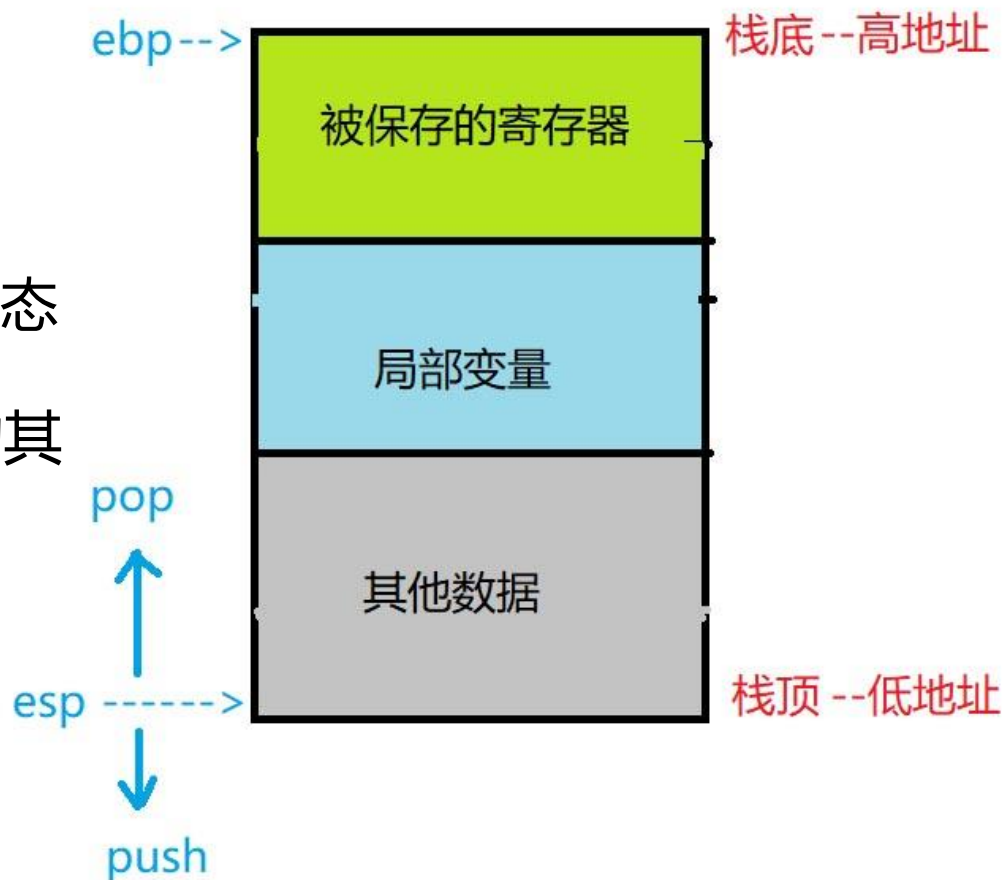 ebp-->
栈底--高地址
被保存的寄存器
态
局部变量
其
pop
其他数据
esp ------>
栈顶 --低地址
push